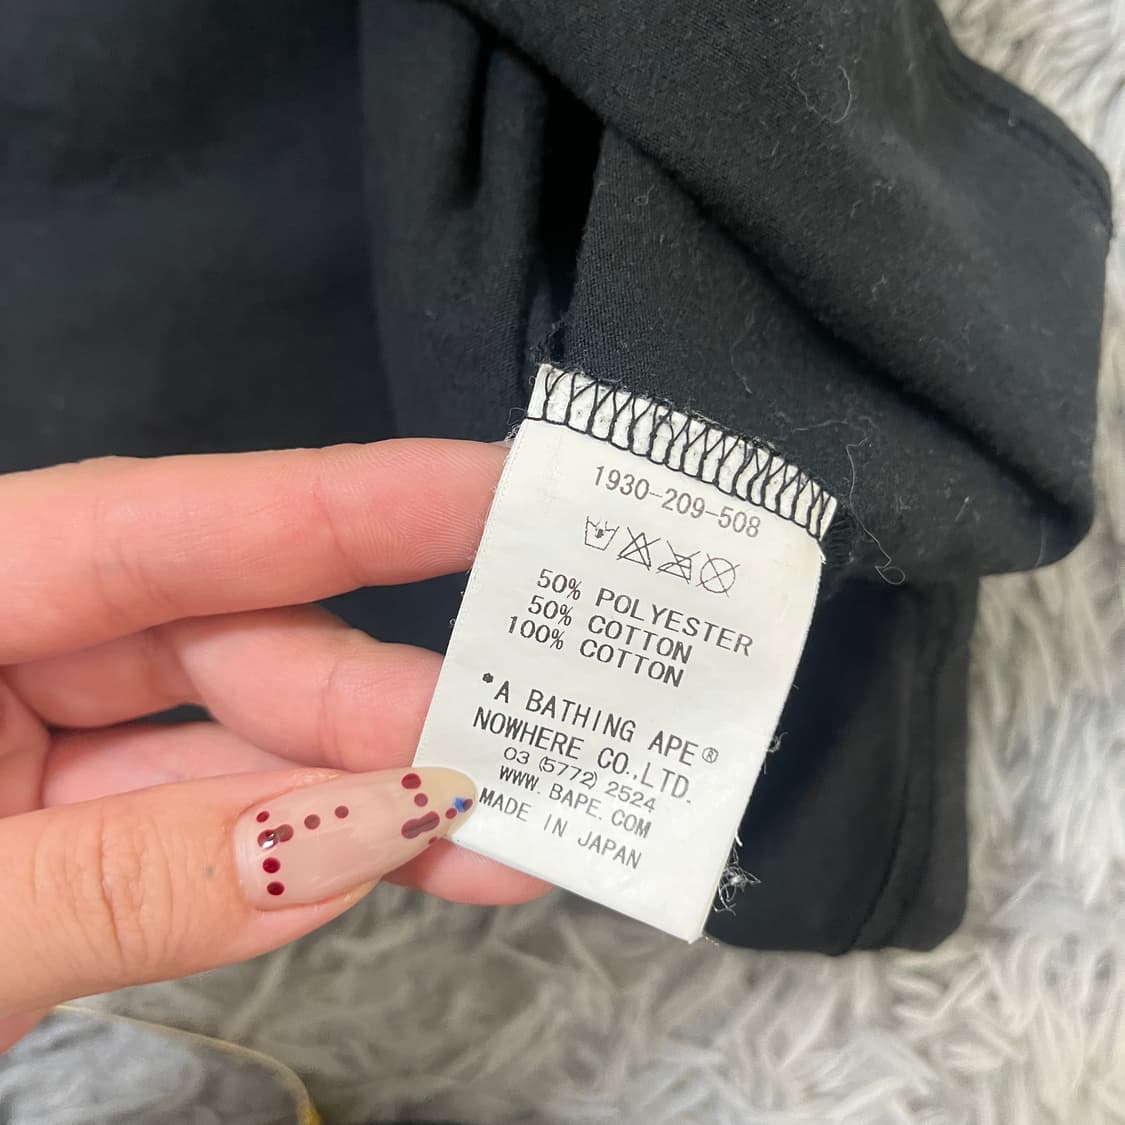 1930-209-508
50% POLYESTER
50% COTTON
100% COTTON
*A BATHING APE®
NOWHERE CO.,LTD.
03 (5772) 2524
WWW. BAPE. COM
MADE IN JAPAN